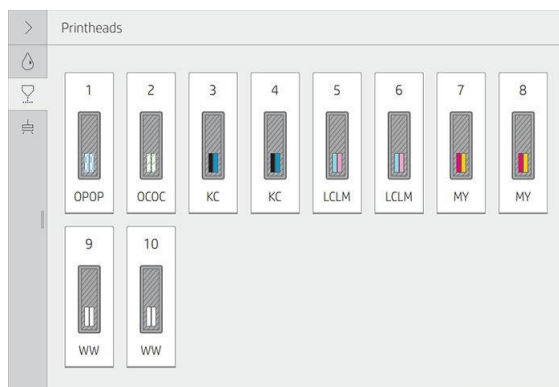 Printheads
1 2 3 4 5 6 7 8
OPOP OCOC KC KC LCLM LCLM MY MY
9 10
WW WW